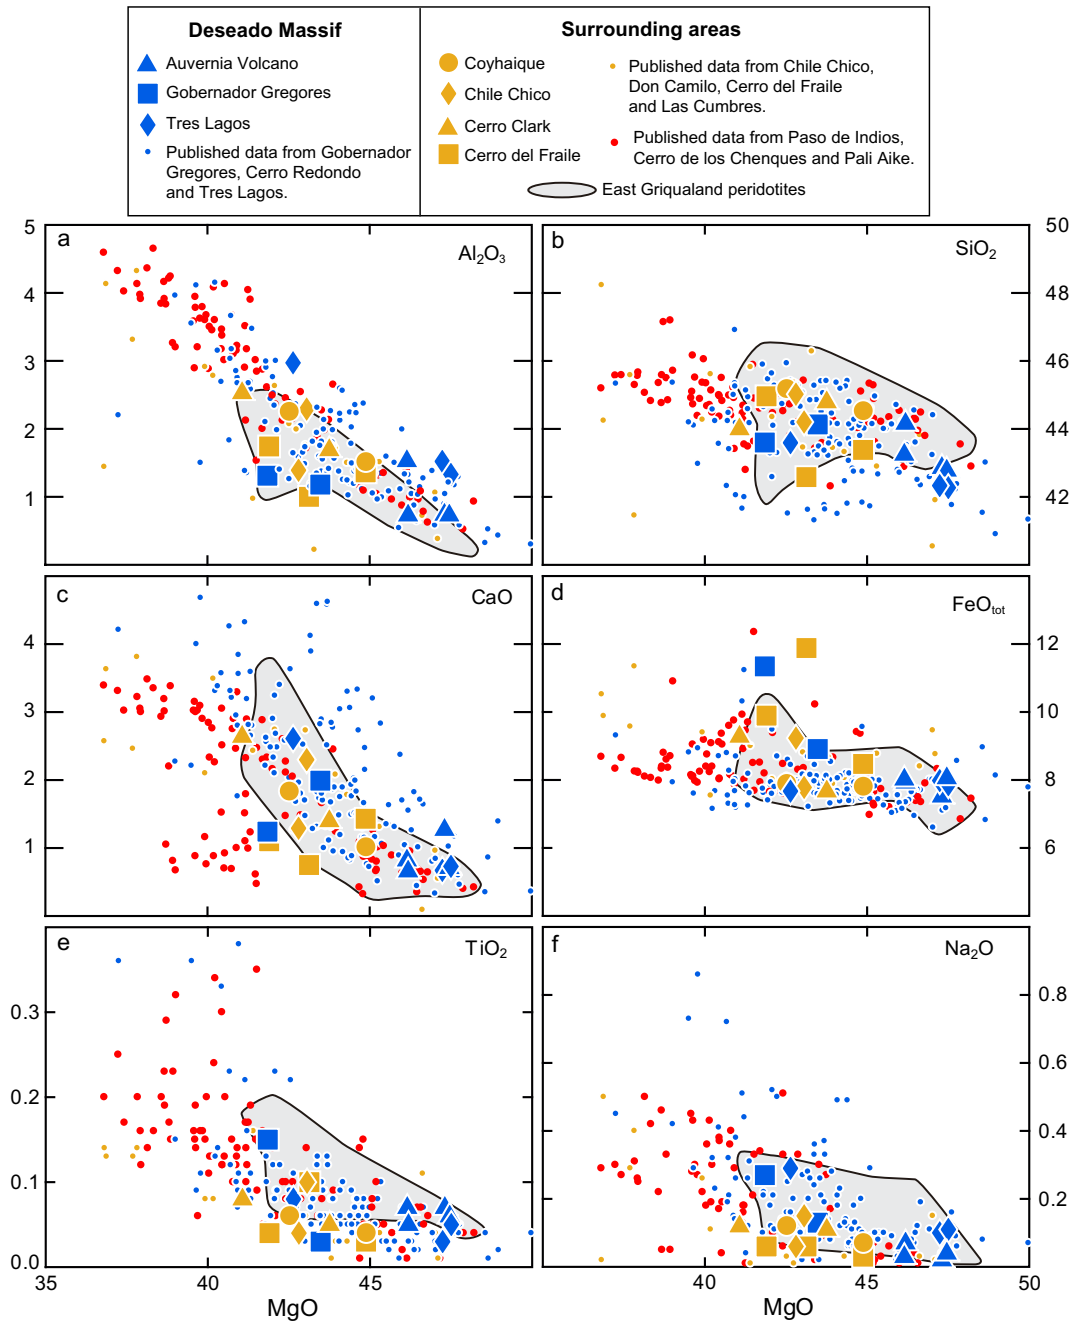 Deseado Massif
Auvernia Volcano
Gobernador Gregores
Tres Lagos
Published data from Gobernador
Gregores, Cerro Redondo
and Tres Lagos.
Surrounding areas
Coyhaique
Chile Chico
Cerro Clark
Cerro del Fraile
Published data from Chile Chico,
Don Camilo, Cerro del Fraile
and Las Cumbres.
Published data from Paso de Indios,
Cerro de los Chenques and Pali Aike.
East Griqualand peridotites
a
Al₂O₃
5
4
3
2
1
b
SiO₂
50
48
46
44
42
c
CaO
4
3
2
1
d
FeOtot
12
10
8
6
e
TiO₂
0.3
0.2
0.1
0.0
35
40
45
MgO
f
Na₂O
0.8
0.6
0.4
0.2
40
45
50
MgO